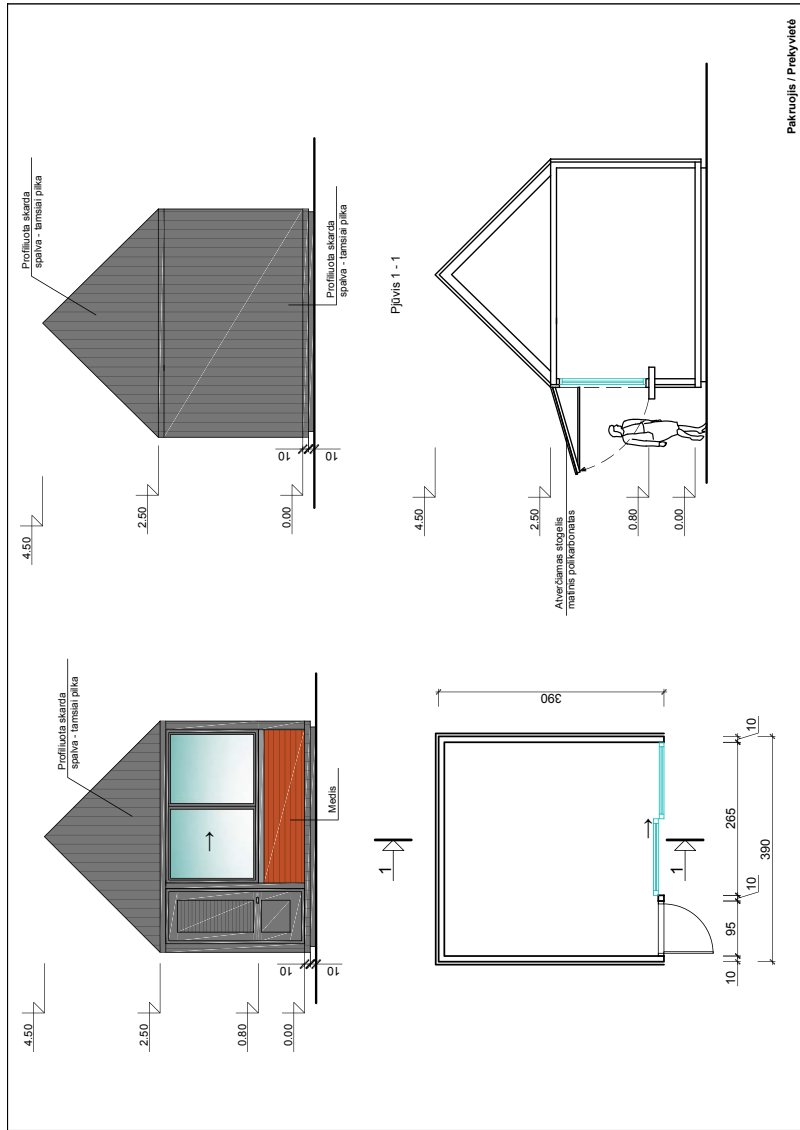 Profiliuota skarda
spalva - tamsiai pilka
4.50
2.50
0.80
0.00
10
10
Medis
Profiliuota skarda
spalva - tamsiai pilka
Profiliuota skarda
spalva - tamsiai pilka
4.50
2.50
0.00
10
10
1
1
390
10
95
10
265
10
390
Pjūvis 1 - 1
4.50
2.50
0.80
0.00
Atverčiamas stogelis
matinis polikarbonatas
Pakruojis / Prekyvietė